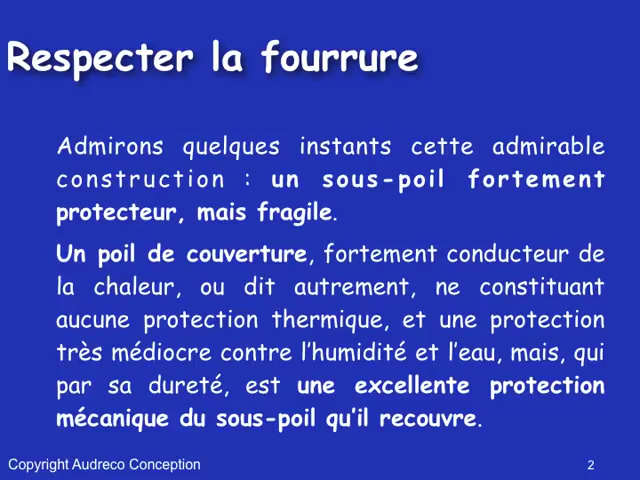 Respecter la fourrure
Admirons quelques instants cette admirable
construction : un sous-poil fortement
protecteur, mais fragile.
Un poil de couverture, fortement conducteur de
la chaleur, ou dit autrement, ne constituant
aucune protection thermique, et une protection
très médiocre contre l'humidité et l'eau, mais, qui
par sa dureté, est une excellente protection
mécanique du sous-poil qu'il recouvre.
Copyright Audreco Conception
2